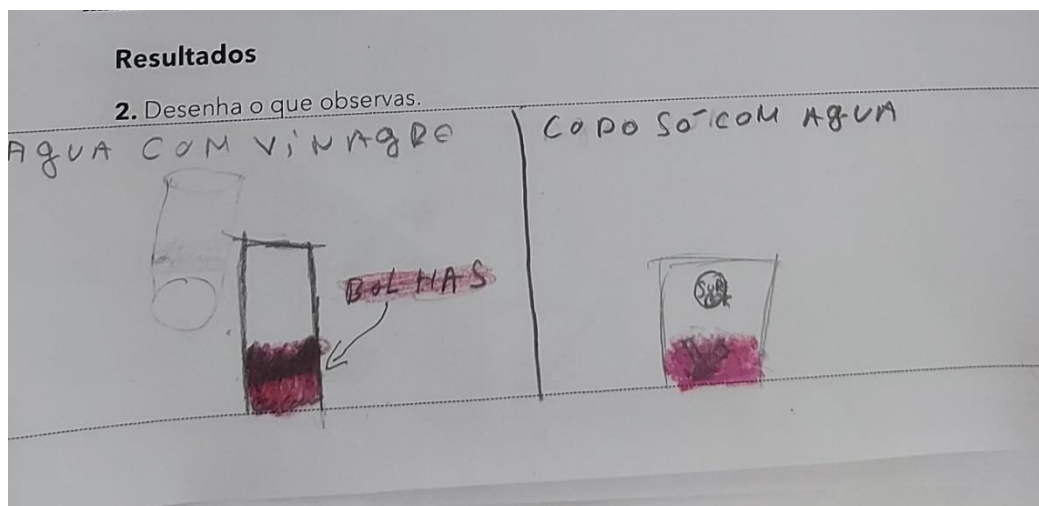 Resultados
2. Desenha o que observas.
AgUA COM ViNAgRE
COPO Só COM AgUA
BOLHAS